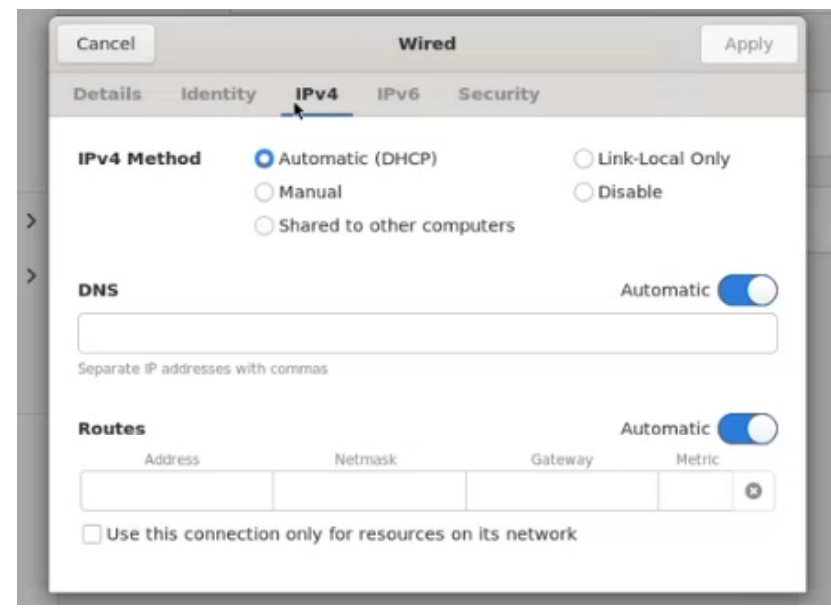 Cancel Wired Apply
Details Identity IPv4 IPv6 Security
IPv4 Method Automatic (DHCP) Link-Local Only
Manual Disable
Shared to other computers
DNS Automatic
Separate IP addresses with commas
Routes Automatic
Address Netmask Gateway Metric
Use this connection only for resources on its network